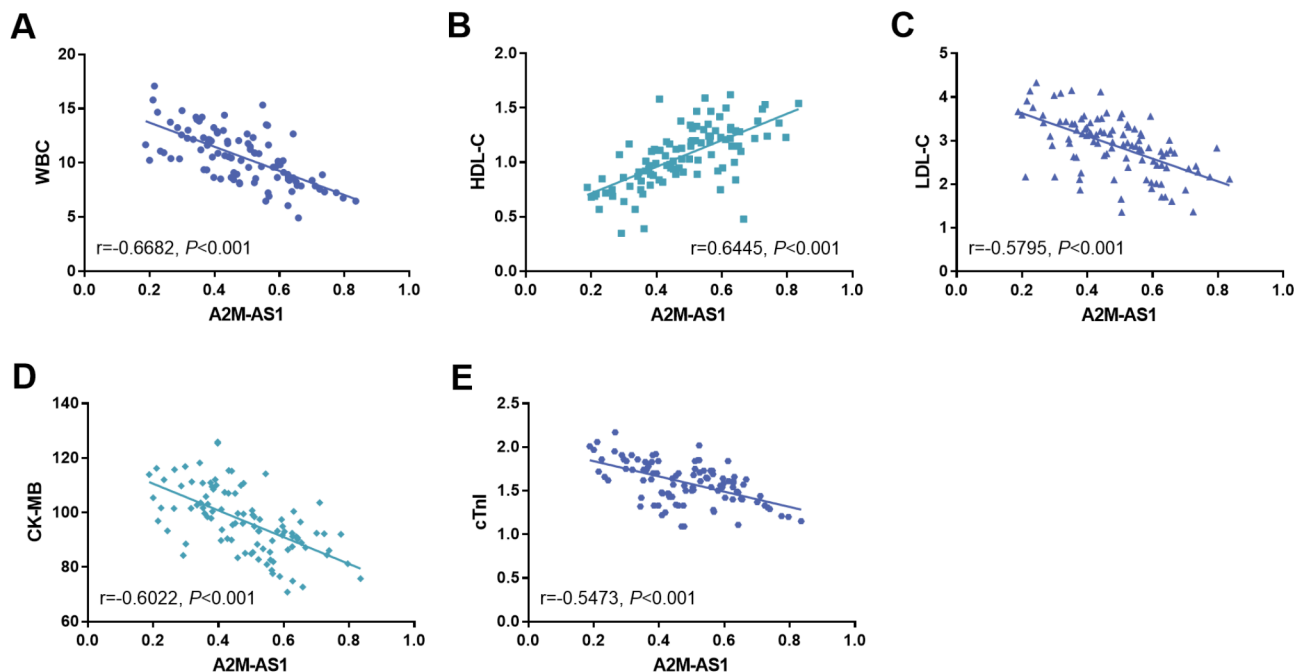 A
WBC
20
15
10
5
0
r=-0.6682, P<0.001
0.0 0.2 0.4 0.6 0.8 1.0
A2M-AS1
B
HDL-C
2.0
1.5
1.0
0.5
0.0
r=0.6445, P<0.001
0.0 0.2 0.4 0.6 0.8 1.0
A2M-AS1
C
LDL-C
5
4
3
2
1
0
r=-0.5795, P<0.001
0.0 0.2 0.4 0.6 0.8 1.0
A2M-AS1
D
CK-MB
140
120
100
80
60
r=-0.6022, P<0.001
0.0 0.2 0.4 0.6 0.8 1.0
A2M-AS1
E
cTnI
2.5
2.0
1.5
1.0
0.5
0.0
r=-0.5473, P<0.001
0.0 0.2 0.4 0.6 0.8 1.0
A2M-AS1